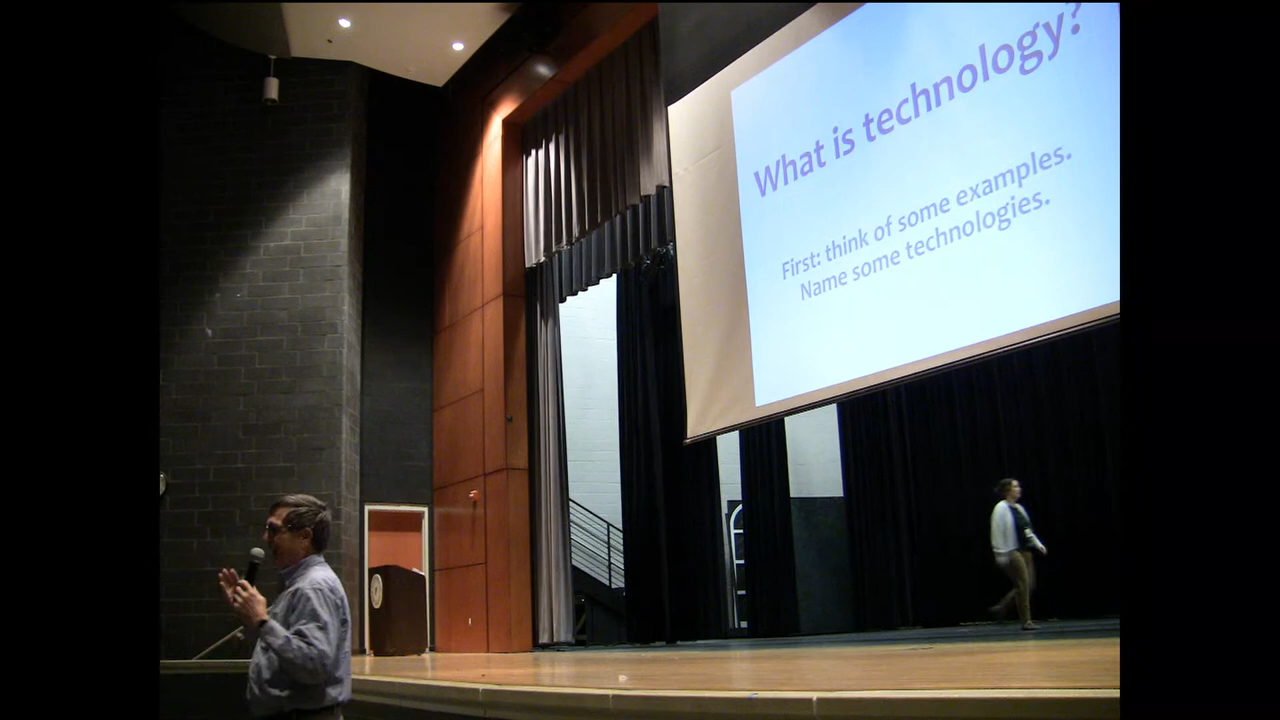 What is technology?
First: think of some examples.
Name some technologies.